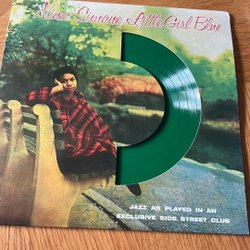 Nina Simone Little Girl Blue
JAZZ AS PLAYED IN AN
EXCLUSIVE SIDE STREET CLUB